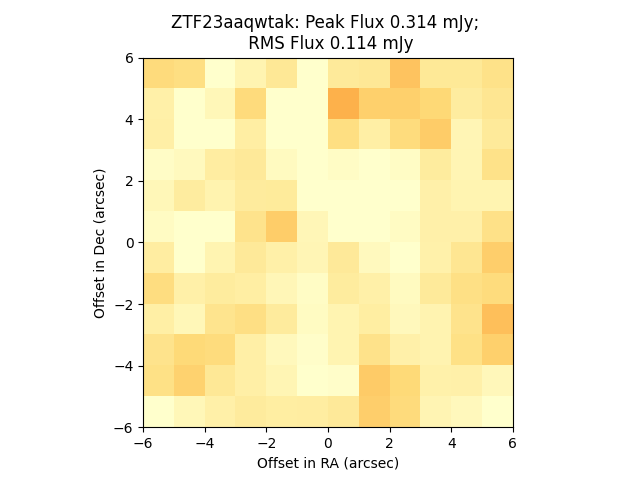 ZTF23aaqwtak: Peak Flux 0.314 mJy;
RMS Flux 0.114 mJy
6
4
2
0
−2
−4
−6
Offset in Dec (arcsec)
−6 −4 −2 0 2 4 6
Offset in RA (arcsec)